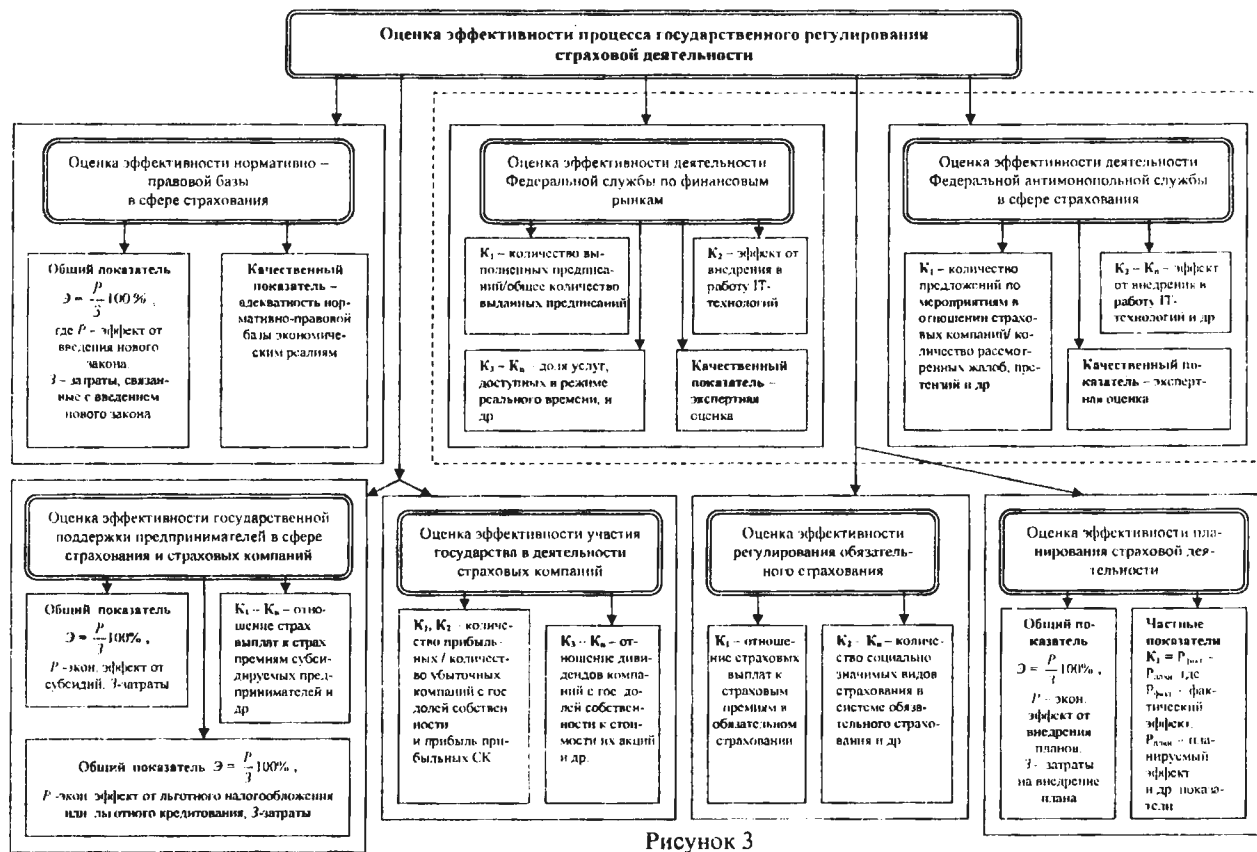 Оценка эффективности процесса государственного регулирования
страховой деятельности
Оценка эффективности нормативно –
правовой базы
в сфере страхования
Общий показатель
Э = P/З 100%,
где P – эффект от
введения нового
закона.
З – затраты, связан-
ные с введением
нового закона
Качественный
показатель –
адекватность нор-
мативно-правовой
базы экономиче-
ским реалиям
Оценка эффективности деятельности
Федеральной службы по финансовым
рынкам
K₁ – количество вы-
полненных предписа-
ний/общее количество
выданных предписаний
K₂ – эффект от
внедрения в
работу IT-
технологий
K₃ – Kₙ – доля услуг,
доступных в режиме
реального времени, и
др
Качественный
показатель –
экспертная
оценка
Оценка эффективности деятельности
Федеральной антимонопольной службы
в сфере страхования
K₁ – количество
предложений по
мероприятиям в
отношении страхо-
вых компаний/ ко-
личество рассмот-
ренных жалоб, пре-
тензий и др
K₂ – Kₙ – эффект
от внедрения в
работу IT-
технологий и др
Качественный по-
казатель – эксперт-
ная оценка
Оценка эффективности государственной
поддержки предпринимателей в сфере
страхования и страховых компаний
Общий показатель
Э = P/З 100%,
P -экон. эффект от
субсидий, З-затраты
K₁ – Kₙ – отно-
шение страх
выплат к страх
премиям субси-
дируемых пред-
принимателей и
др
Общий показатель Э = P/З 100%,
P -экон. эффект от льготного налогообложения
или льготного кредитования, З-затраты
Оценка эффективности участия
государства в деятельности
страховых компаний
K₁, K₂ – количе-
ство прибыль-
ных / количест-
во убыточных
компаний с гос
долей собствен-
ности
и прибыль при-
быльных СК
K₃ – Kₙ – от-
ношение диви-
дендов компа-
ний с гос долей
собственно-
сти к стои-
мости их акций
и др.
Оценка эффективности
регулирования обязатель-
ного страхования
K₁ – отноше-
ние страховых
выплат к
страховым
премиям в
обязательном
страховании
K₂ – Kₙ – количе-
ство социально
значимых видов
страхования в
системе обяза-
тельного страхо-
вания и др
Оценка эффективности пла-
нирования страховой дея-
тельности
Общий по-
казатель
Э = P/З 100%,
P – экон.
эффект от
внедрения
планов.
З - затраты
на внедрение
плана
Частные
показатели
K₁ = Pфакт -
Pплан, где
Pфакт - фак-
тический
эффект,
Pплан – пла-
нируемый
эффект
и др показа-
тели
Рисунок 3